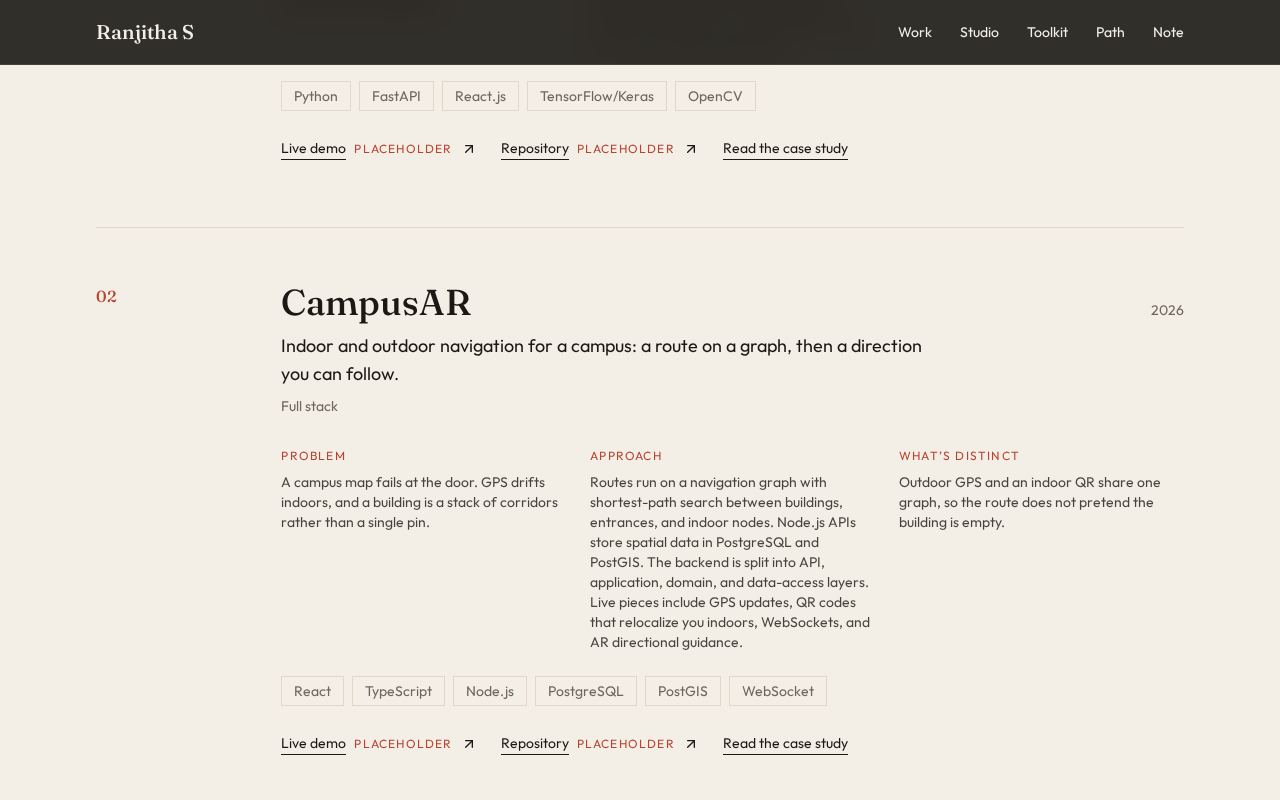 Ranjitha S
Work Studio Toolkit Path Note
Python FastAPI React.js TensorFlow/Keras OpenCV
Live demo PLACEHOLDER Repository PLACEHOLDER Read the case study
02
CampusAR
2026
Indoor and outdoor navigation for a campus: a route on a graph, then a direction
you can follow.
Full stack
PROBLEM
A campus map fails at the door. GPS drifts
indoors, and a building is a stack of corridors
rather than a single pin.
APPROACH
Routes run on a navigation graph with
shortest-path search between buildings,
entrances, and indoor nodes. Node.js APIs
store spatial data in PostgreSQL and
PostGIS. The backend is split into API,
application, domain, and data-access layers.
Live pieces include GPS updates, QR codes
that relocalize you indoors, WebSockets, and
AR directional guidance.
WHAT'S DISTINCT
Outdoor GPS and an indoor QR share one
graph, so the route does not pretend the
building is empty.
React TypeScript Node.js PostgreSQL PostGIS WebSocket
Live demo PLACEHOLDER Repository PLACEHOLDER Read the case study